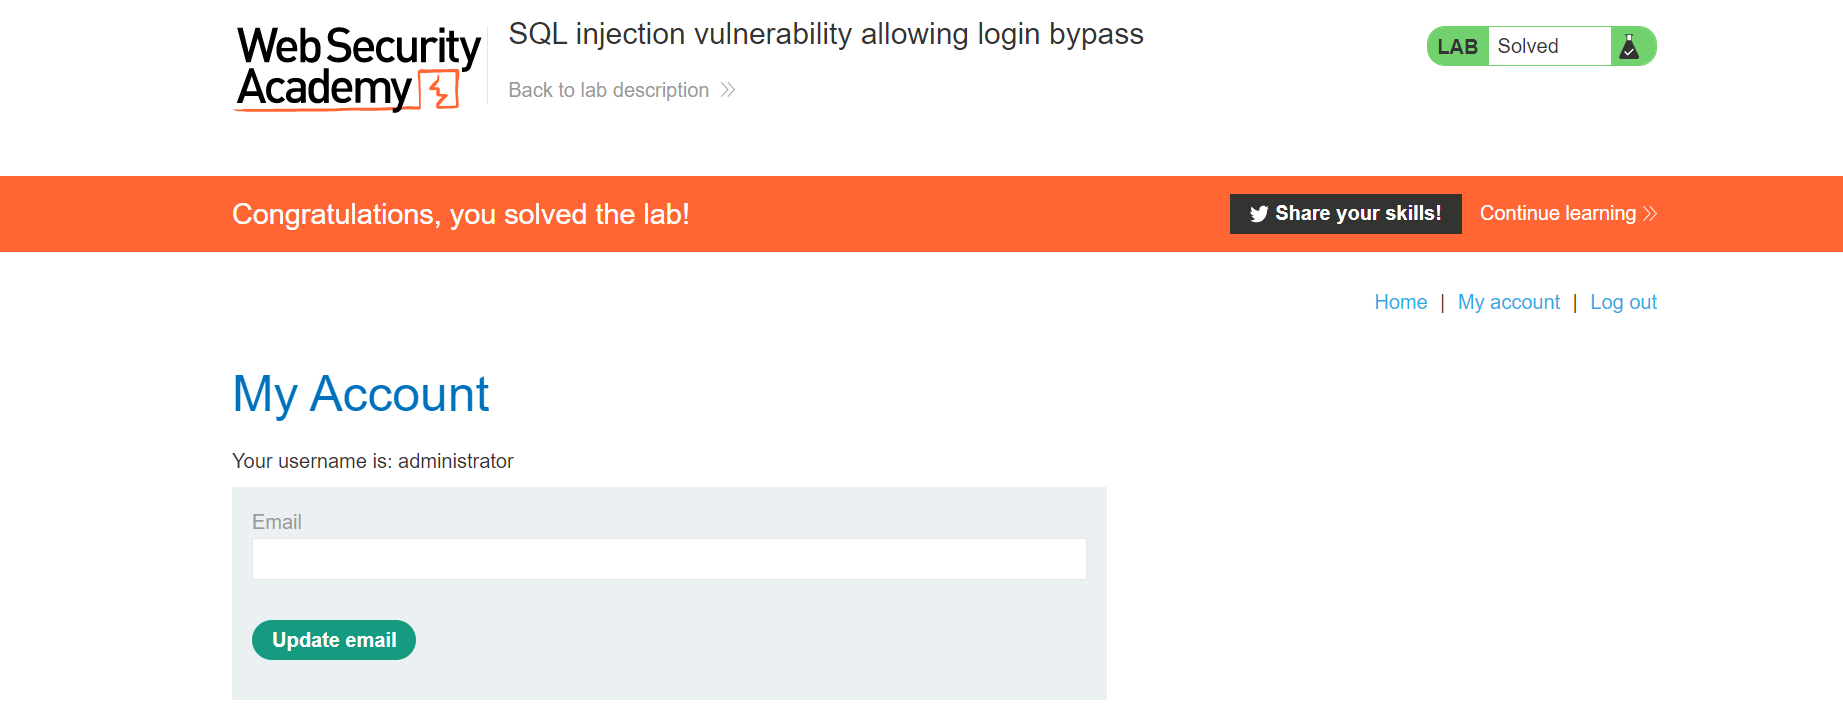 Web Security
Academy
SQL injection vulnerability allowing login bypass
Back to lab description
LAB Solved
Congratulations, you solved the lab!
Share your skills!
Continue learning
Home | My account | Log out
My Account
Your username is: administrator
Email
Update email